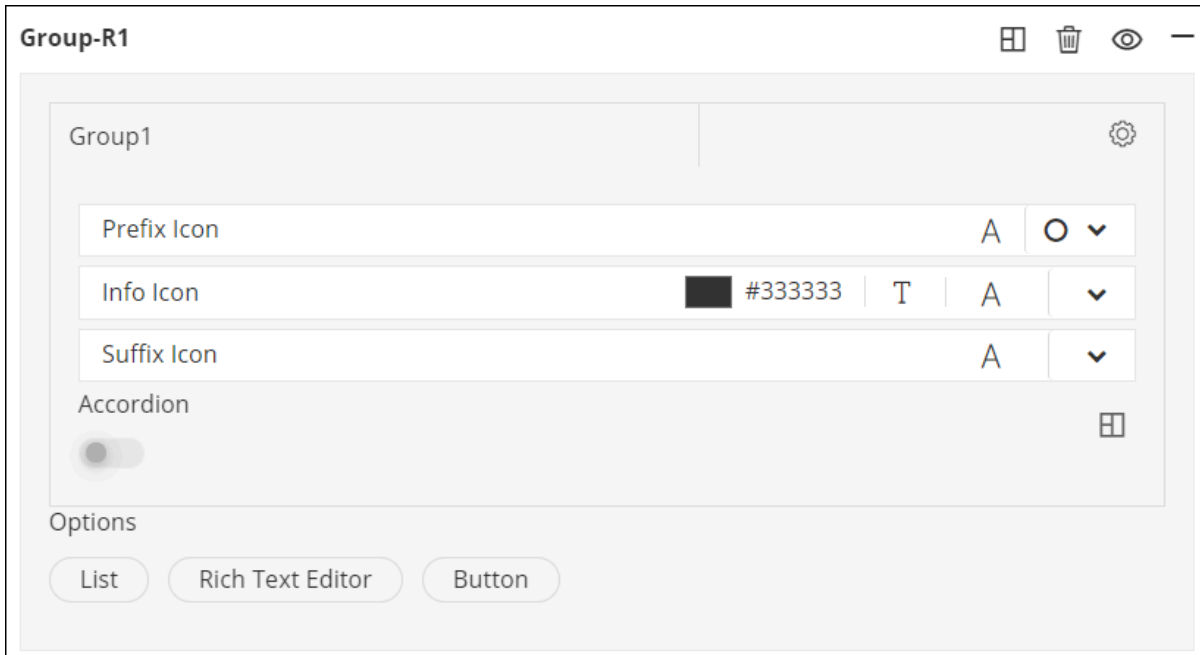 Group-R1
Group1
Prefix Icon A
Info Icon #333333 T A
Suffix Icon A
Accordion
Options
List Rich Text Editor Button